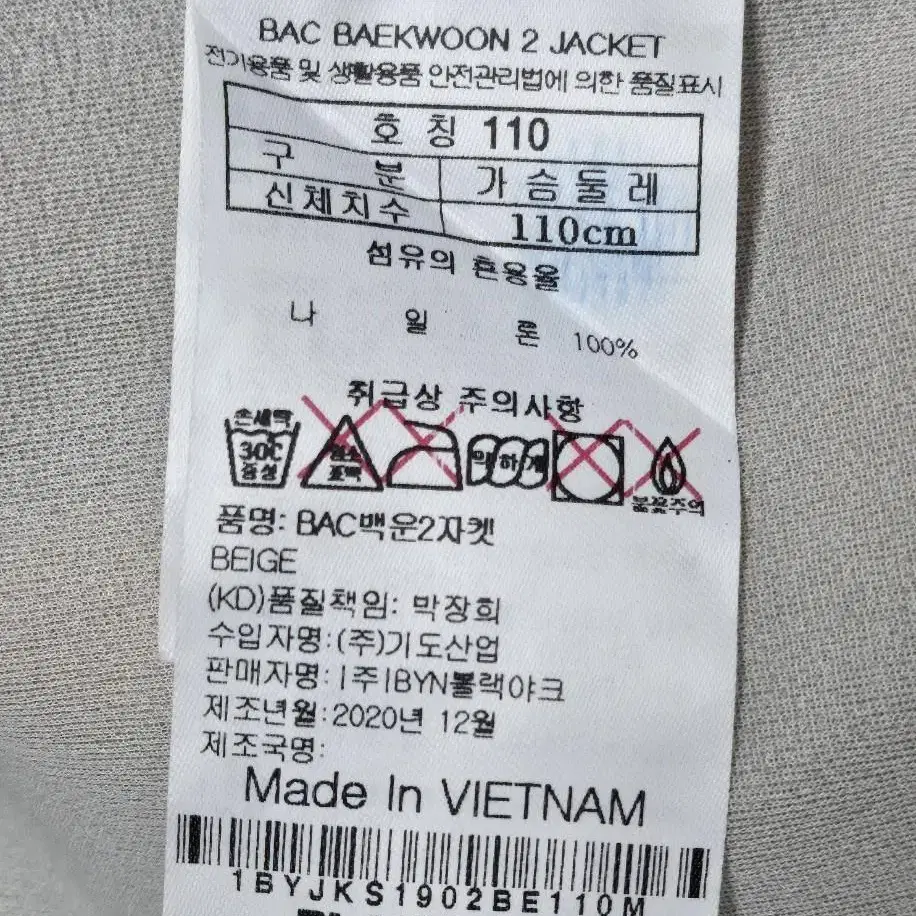 BAC BAEKWOON 2 JACKET
전기용품 및 생활용품 안전관리법에 의한 품질표시
호 칭 110
구 분 가 슴 둘 레
신체치수 110cm
섬유의 혼용율
나 일 론 100%
취급상 주의사항
손세탁
30C
중성
염소
표백
약하게
불꽃주의
품명: BAC백운2자켓
BEIGE
(KD)품질책임: 박장희
수입자명:(주)기도산업
판매자명:(주)BYN블랙야크
제조년월:2020년 12월
제조국명:
Made In VIETNAM
1BYJKS1902BE110M